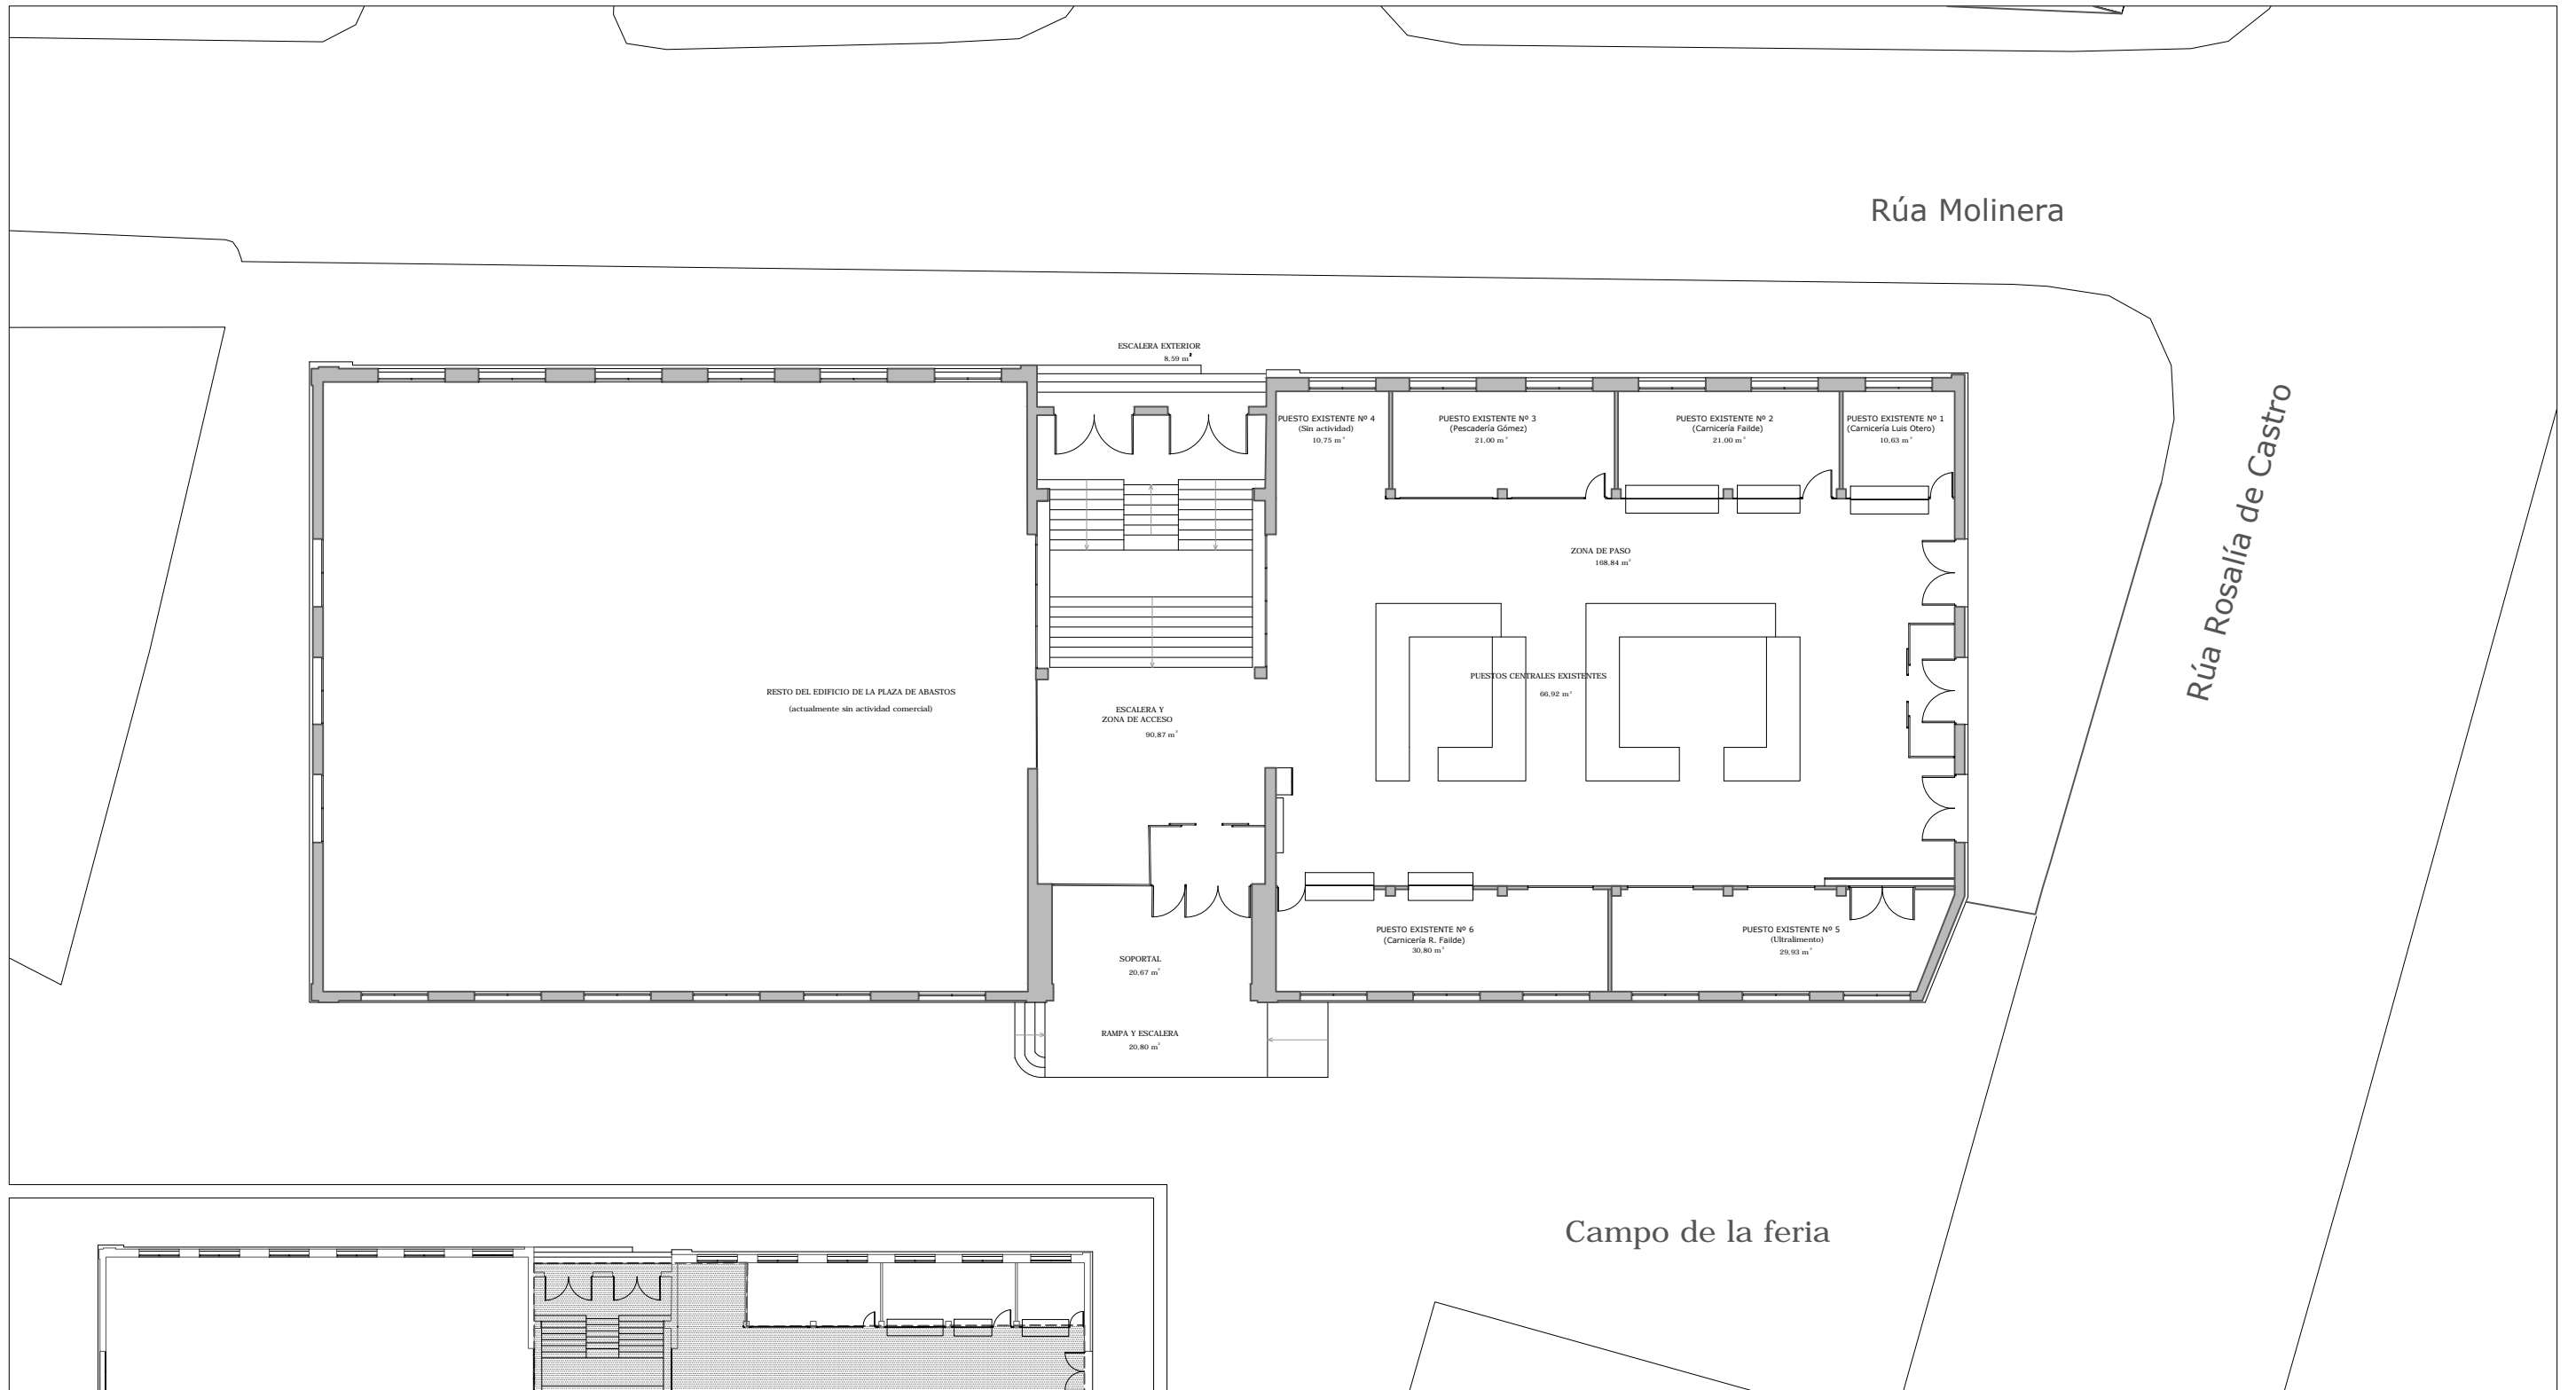 Rúa Molinera
ESCALERA EXTERIOR
8,59 m²
PUESTO EXISTENTE Nº 4
(Sin actividad)
10,75 m²
PUESTO EXISTENTE Nº 3
(Pescadería Gómez)
21,00 m²
PUESTO EXISTENTE Nº 2
(Carnicería Failde)
21,00 m²
PUESTO EXISTENTE Nº 1
(Carnicería Luis Otero)
10,63 m²
Rúa Rosalía de Castro
ZONA DE PASO
168,84 m²
PUESTOS CENTRALES EXISTENTES
66,92 m²
RESTO DEL EDIFICIO DE LA PLAZA DE ABASTOS
(actualmente sin actividad comercial)
ESCALERA Y
ZONA DE ACCESO
90,87 m²
PUESTO EXISTENTE Nº 6
(Carnicería R. Failde)
30,80 m²
PUESTO EXISTENTE Nº 5
(Ultralimento)
29,93 m²
SOPORTAL
20,67 m²
RAMPA Y ESCALERA
20,80 m²
Campo de la feria